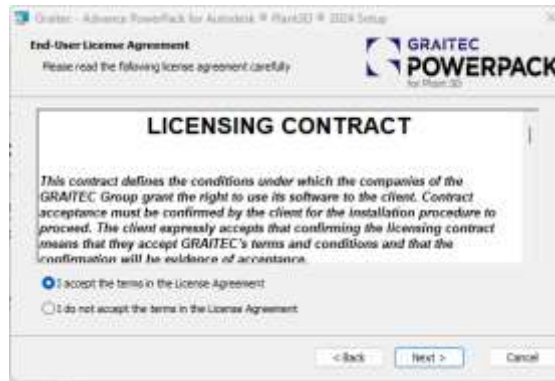 Graitec - Advance PowerPack for Autodesk ® Plant3D ® 2024 Setup
End-User License Agreement
Please read the following license agreement carefully
GRAITEC
POWERPACK
for Plant 3D
LICENSING CONTRACT
This contract defines the conditions under which the companies of the
GRAITEC Group grant the right to use its software to the client. Contract
acceptance must be confirmed by the client for the installation procedure to
proceed. The client expressly accepts that confirming the licensing contract
means that they accept GRAITEC's terms and conditions and that the
confirmation will be evidence of acceptance.
I accept the terms in the License Agreement
I do not accept the terms in the License Agreement
< Back
Next >
Cancel